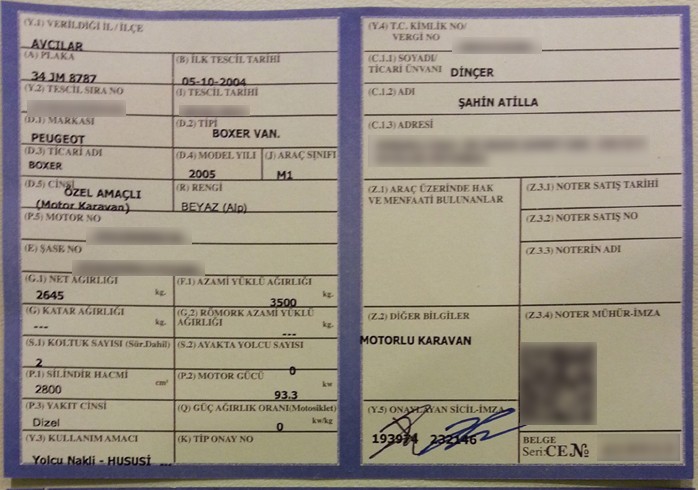 (Y.1) VERİLDİĞİ İL / İLÇE
AVCILAR
(A) PLAKA
34 JM 8787
(B) İLK TESCİL TARİHİ
05-10-2004
(Y.2) TESCİL SIRA NO
(I) TESCİL TARİHİ
(D.1) MARKASI
PEUGEOT
(D.2) TİPİ
BOXER VAN.
(D.3) TİCARİ ADI
BOXER
(D.4) MODEL YILI
2005
(J) ARAÇ SINIFI
M1
(D.5) CİNSİ
ÖZEL AMAÇLI
(Motor Karavan)
(R) RENGİ
BEYAZ (Alp)
(P.5) MOTOR NO
(E) ŞASE NO
(G.1) NET AĞIRLIĞI
2645 kg.
(F.1) AZAMİ YÜKLÜ AĞIRLIĞI
3500 kg.
(G) KATAR AĞIRLIĞI
--- kg.
(G.2) RÖMORK AZAMİ YÜKLÜ
AĞIRLIĞI
--- kg.
(S.1) KOLTUK SAYISI (Sür.Dahil)
2
(S.2) AYAKTA YOLCU SAYISI
0
(P.1) SİLİNDİR HACMİ
2800 cm³
(P.2) MOTOR GÜCÜ
93.3 kw
(P.3) YAKIT CİNSİ
Dizel
(Q) GÜÇ AĞIRLIK ORANI(Motosiklet)
0 kw/kg
(Y.3) KULLANIM AMACI
Yolcu Nakli - HUSUSİ ...
(K) TİP ONAY NO
(Y.4) T.C. KİMLİK NO/
VERGİ NO
(C.1.1) SOYADI/
TİCARİ ÜNVANI DİNÇER
(C.1.2) ADI
ŞAHİN ATİLLA
(C.1.3) ADRESİ
(Z.1) ARAÇ ÜZERİNDE HAK
VE MENFAATİ BULUNANLAR
(Z.3.1) NOTER SATIŞ TARİHİ
(Z.3.2) NOTER SATIŞ NO
(Z.3.3) NOTERİN ADI
(Z.2) DİĞER BİLGİLER
MOTORLU KARAVAN
(Z.3.4) NOTER MÜHÜR-İMZA
(Y.5) ONAYLAYAN SİCİL-İMZA
193974 232146
BELGE
Seri:CE №